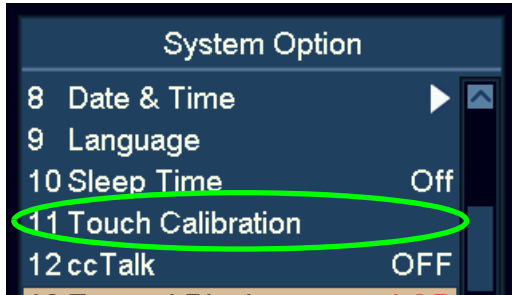 System Option
8 Date & Time
9 Language
10 Sleep Time Off
11 Touch Calibration
12 ccTalk OFF